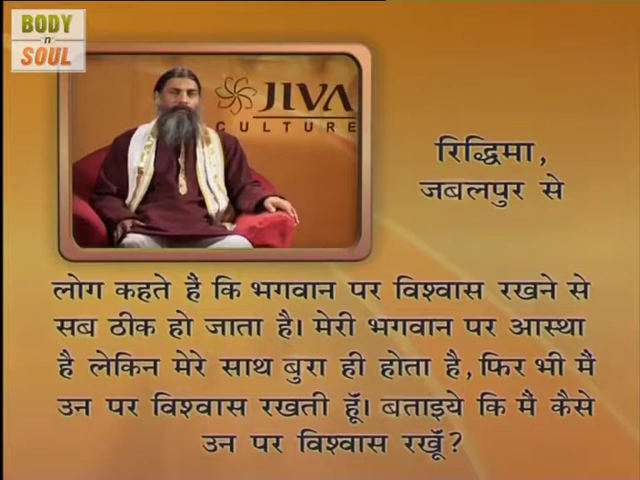 BODY
'n'
SOUL
JIVA
CULTURE
रिद्धिमा,
जबलपुर से
लोग कहते हैं कि भगवान पर विश्वास रखने से
सब ठीक हो जाता है। मेरी भगवान पर आस्था
है लेकिन मेरे साथ बुरा ही होता है, फिर भी मैं
उन पर विश्वास रखती हूँ। बताइये कि मैं कैसे
उन पर विश्वास रखूँ?